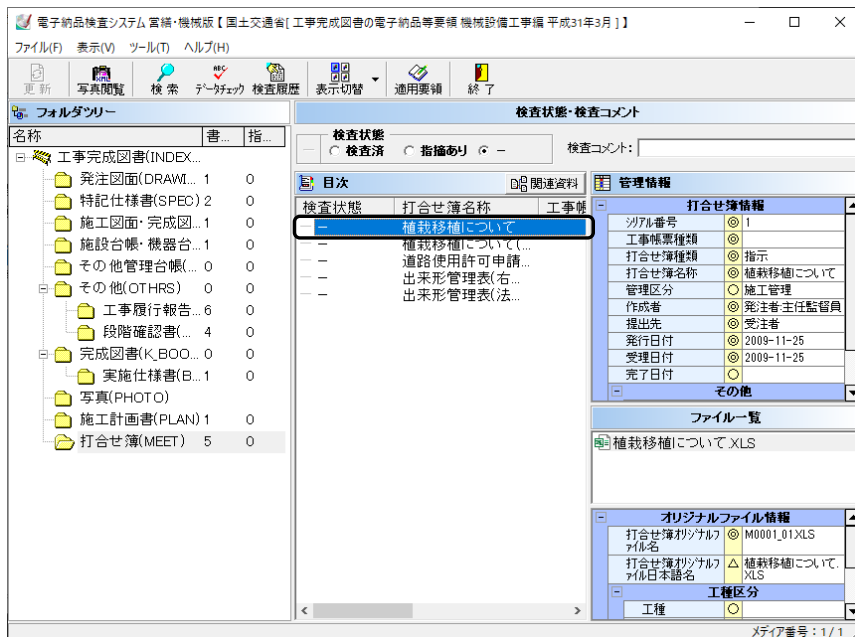 電子納品検査システム 営繕・機械版【 国土交通省[ 工事完成図書の電子納品等要領 機械設備工事編 平成31年3月 ] 】
ファイル(F) 表示(V) ツール(T) ヘルプ(H)
更 新 写真閲覧 検 索 データチェック 検査履歴 表示切替 適用要領 終 了
フォルダツリー
名称 書... 指...
工事完成図書(INDEX...
発注図面(DRAWI... 1 0
特記仕様書(SPEC) 2 0
施工図面・完成図... 1 0
施設台帳・機器台... 1 0
その他管理台帳(... 0 0
その他(OTHRS) 0 0
工事履行報告... 6 0
段階確認書(... 4 0
完成図書(K_BOO... 0 0
実施仕様書(B... 1 0
写真(PHOTO)
施工計画書(PLAN) 1 0
打合せ簿(MEET) 5 0
検査状態・検査コメント
検査状態
― 検査済 指摘あり ―
検査コメント:
目次 関連資料
検査状態 打合せ簿名称 工事帳
― ― 植栽移植について
― ― 植栽移植について(...
― ― 道路使用許可申請...
― ― 出来形管理表(右...
― ― 出来形管理表(法...
管理情報
打合せ簿情報
シリアル番号 ◎ 1
工事帳票種類 ◎
打合せ簿種類 ◎ 指示
打合せ簿名称 ◎ 植栽移植について
管理区分 ○ 施工管理
作成者 ◎ 発注者:主任監督員
提出先 ◎ 受注者
発行日付 ◎ 2009-11-25
受理日付 ◎ 2009-11-25
完了日付 ○
その他
ファイル一覧
植栽移植について.XLS
オリジナルファイル情報
打合せ簿オリジナルフ ◎ M0001_01.XLS
ァイル名
打合せ簿オリジナルフ △ 植栽移植について.
ァイル日本語名 XLS
工種区分
工種 ○
メディア番号 : 1 / 1